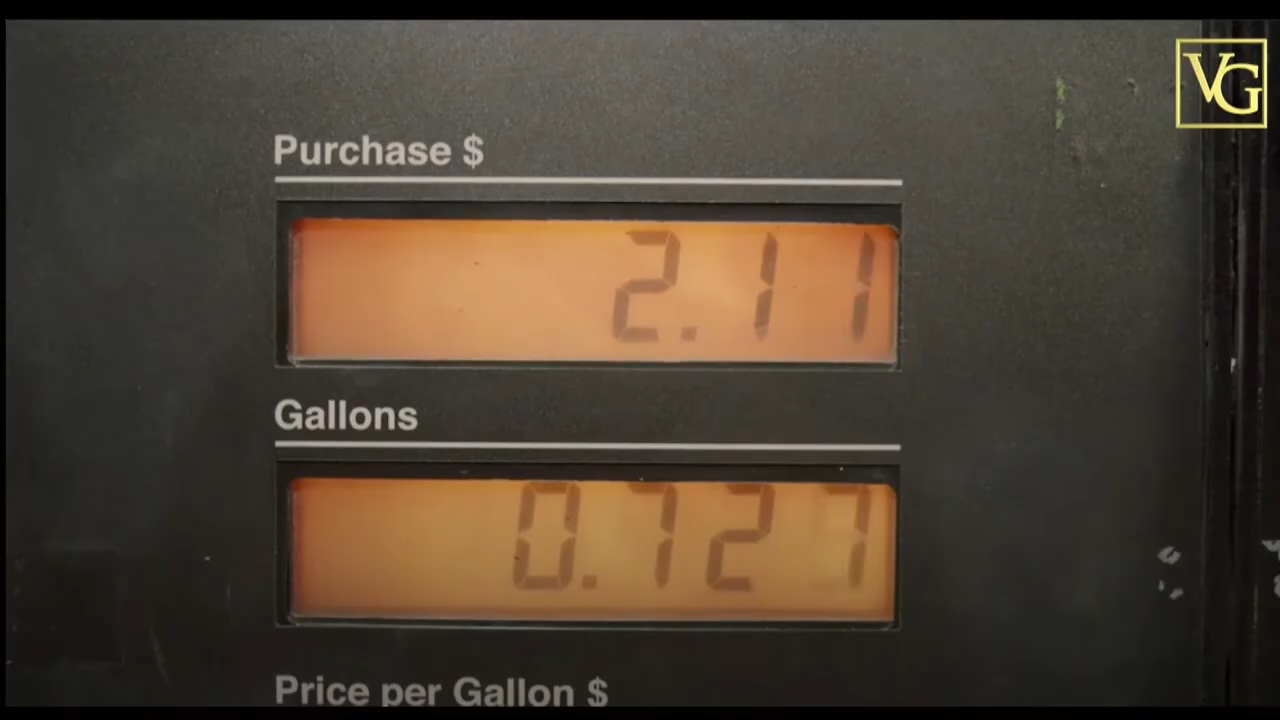 VG
Purchase $
2.11
Gallons
0.727
Price per Gallon $